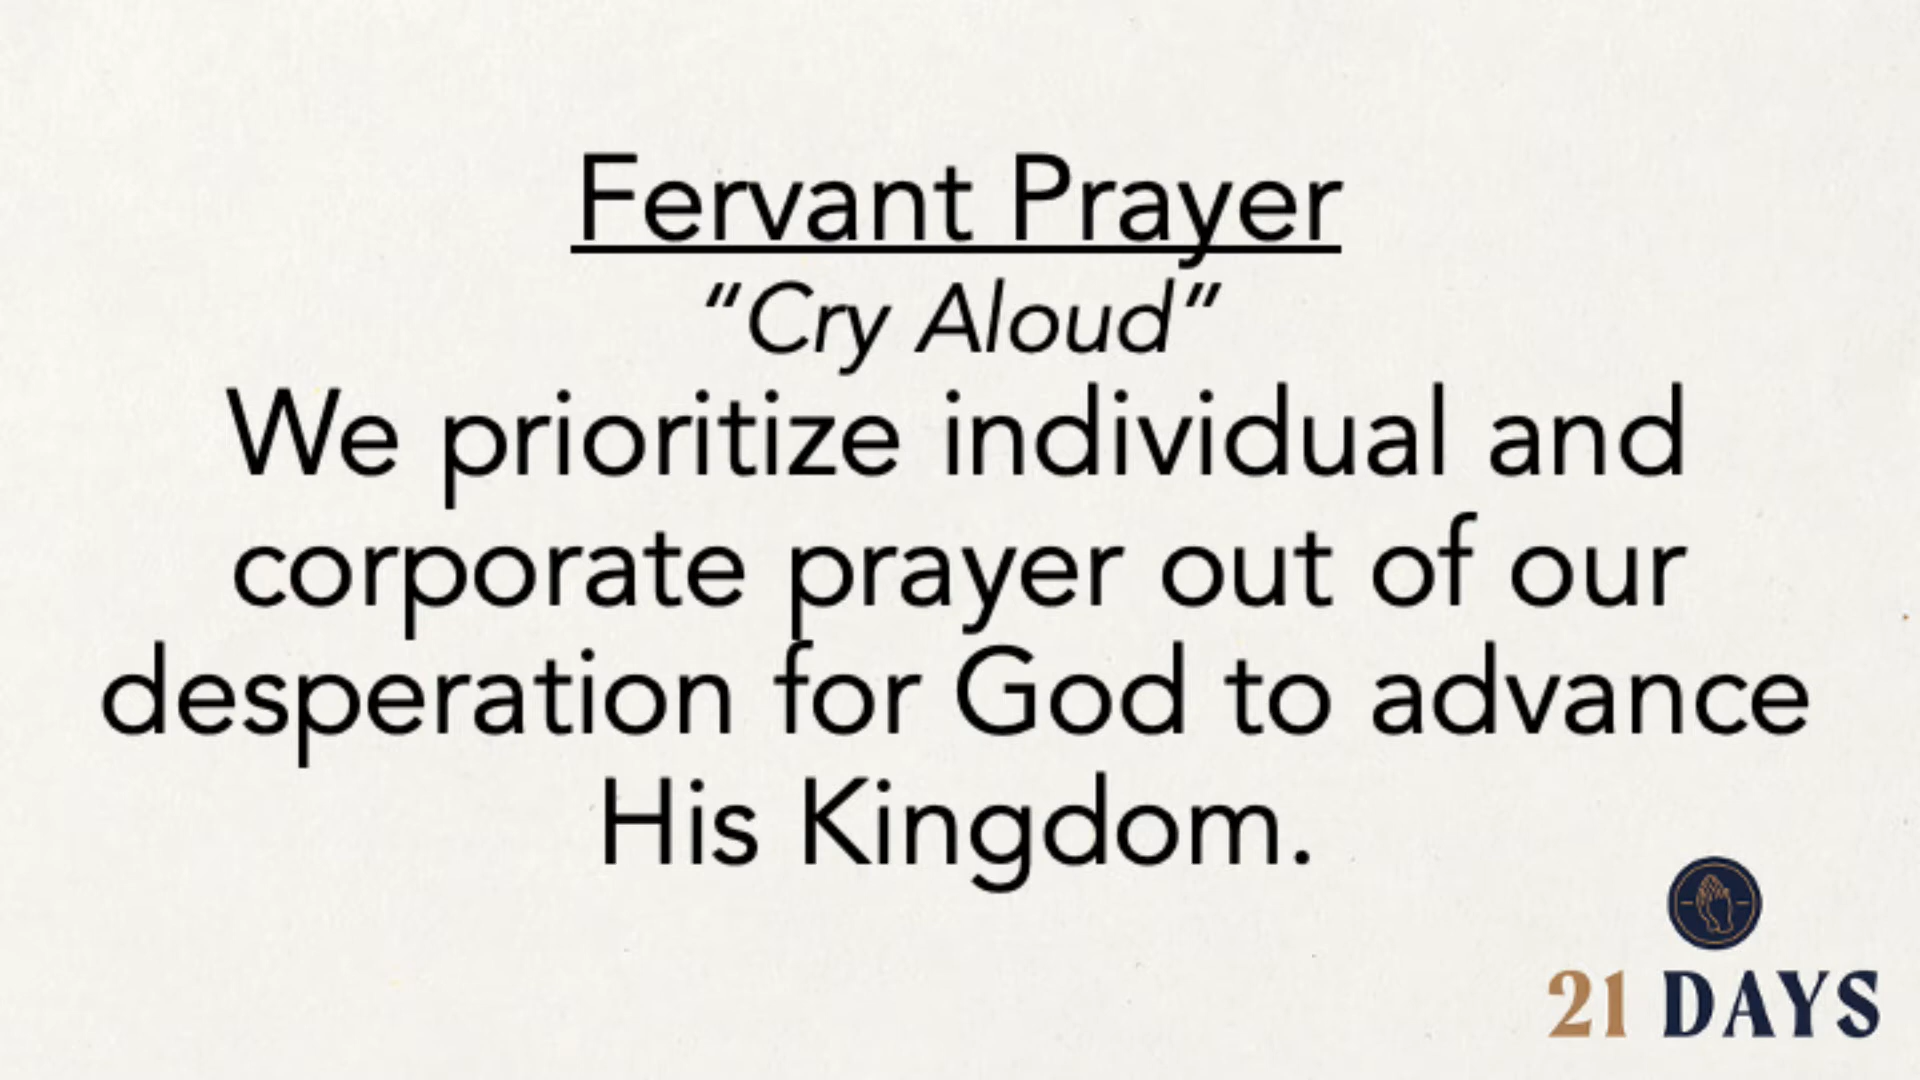 Fervant Prayer
“Cry Aloud”
We prioritize individual and
corporate prayer out of our
desperation for God to advance
His Kingdom.
21 DAYS